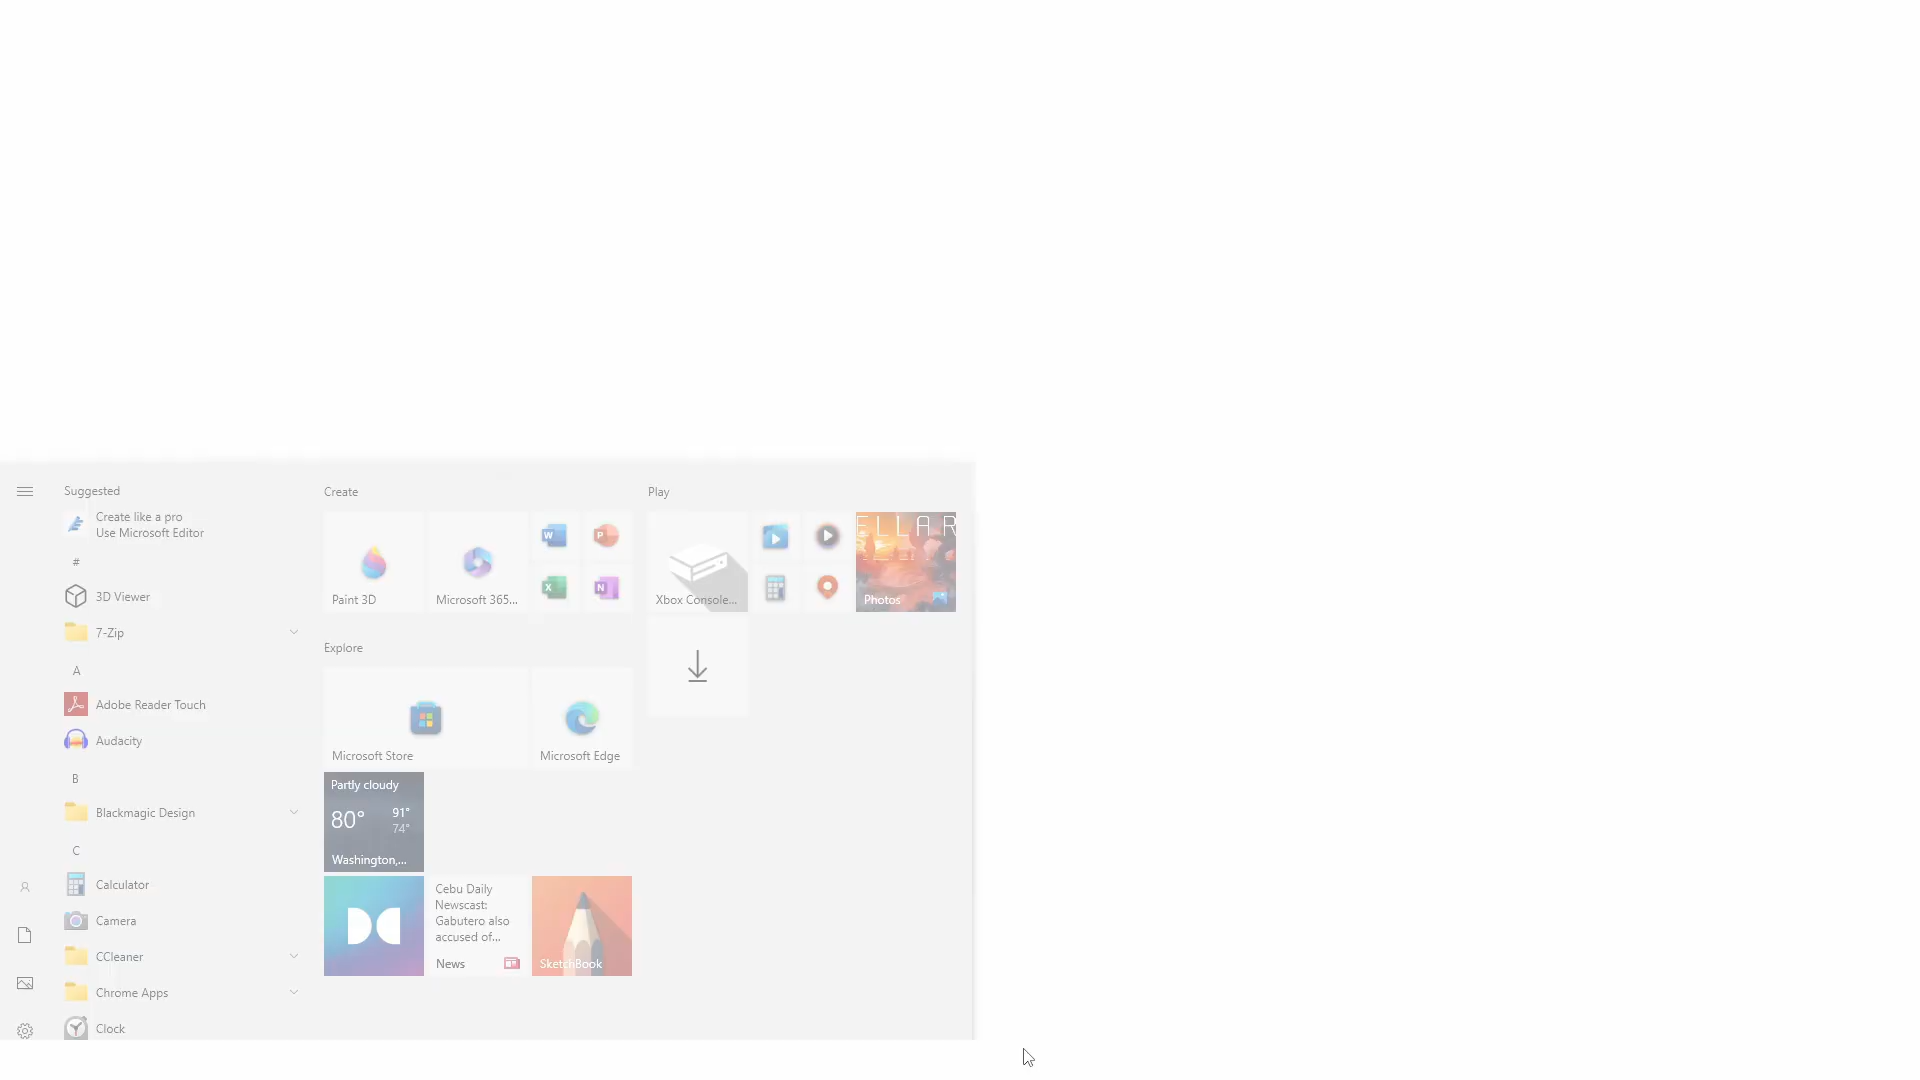 Suggested
Create like a pro
Use Microsoft Editor
#
3D Viewer
7-Zip
A
Adobe Reader Touch
Audacity
B
Blackmagic Design
C
Calculator
Camera
CCleaner
Chrome Apps
Clock
Create
Paint 3D
Microsoft 365...
W
P
X
N
Explore
Microsoft Store
Microsoft Edge
Partly cloudy
80°
91°
74°
Washington,...
Cebu Daily
Newscast:
Gabutero also
accused of...
News
SketchBook
Play
Xbox Console...
ELLAR
Photos